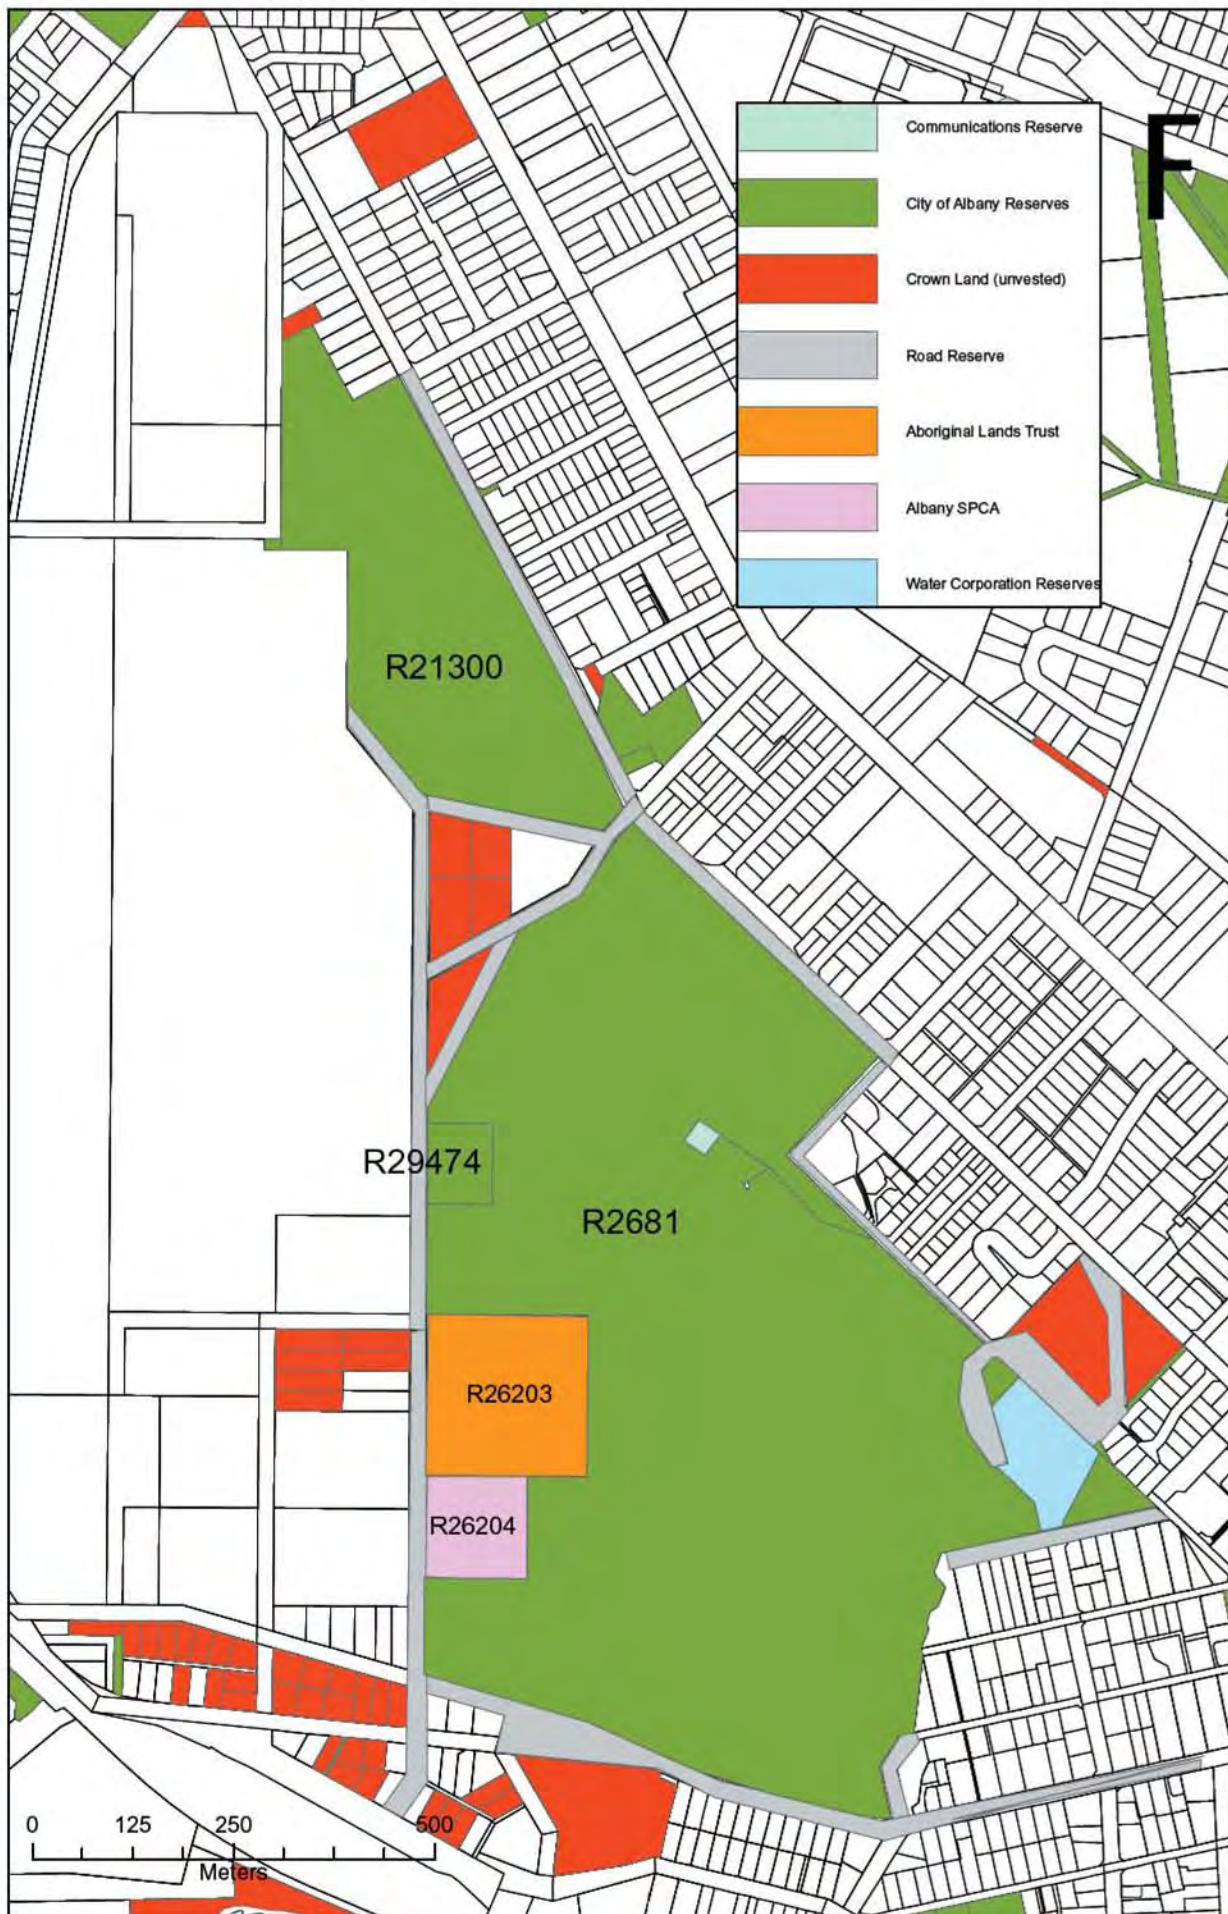 Communications Reserve
F
City of Albany Reserves
Crown Land (unvested)
Road Reserve
Aboriginal Lands Trust
Albany SPCA
Water Corporation Reserves
R21300
R29474
R2681
R26203
R26204
0 125 250 500
Meters